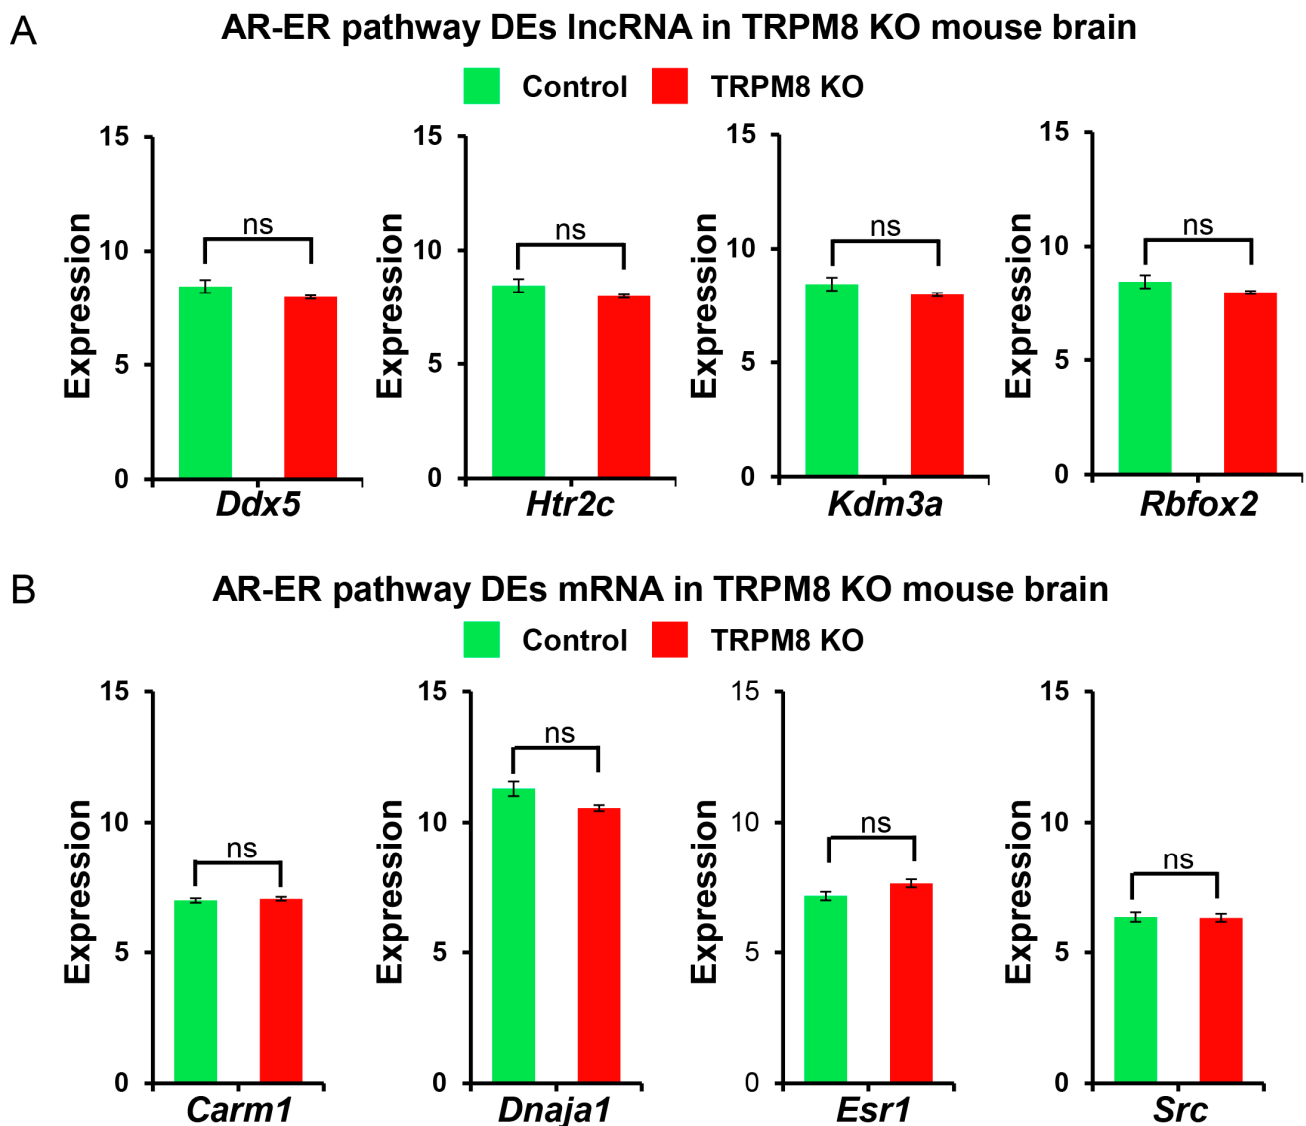 A
AR-ER pathway DEs lncRNA in TRPM8 KO mouse brain
Control TRPM8 KO
Expression
15
10
5
0
ns
Ddx5
Expression
15
10
5
0
ns
Htr2c
Expression
15
10
5
0
ns
Kdm3a
Expression
15
10
5
0
ns
Rbfox2
B
AR-ER pathway DEs mRNA in TRPM8 KO mouse brain
Control TRPM8 KO
Expression
15
10
5
0
ns
Carm1
Expression
15
10
5
0
ns
Dnaja1
Expression
15
10
5
0
ns
Esr1
Expression
15
10
5
0
ns
Src